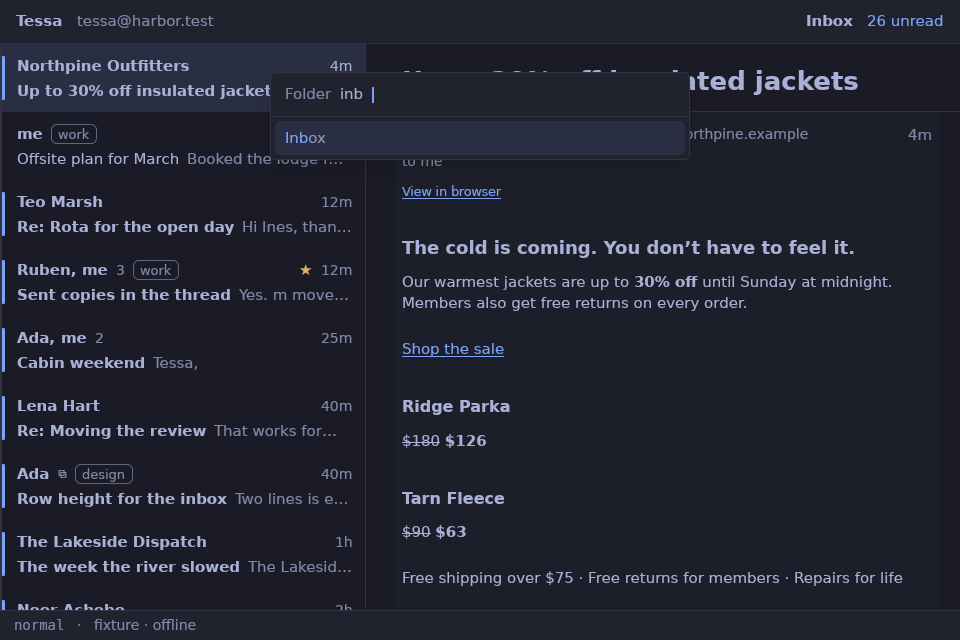 Tessa tessa@harbor.test
Inbox 26 unread
Northpine Outfitters 4m
Up to 30% off insulated jacket
me work
Offsite plan for March Booked the lodge f…
Teo Marsh 12m
Re: Rota for the open day Hi Ines, than…
Ruben, me 3 work ★ 12m
Sent copies in the thread Yes. m move…
Ada, me 2 25m
Cabin weekend Tessa,
Lena Hart 40m
Re: Moving the review That works for…
Ada design 40m
Row height for the inbox Two lines is e…
The Lakeside Dispatch 1h
The week the river slowed The Lakesid…
Noor Achebe 2h
Folder inb
Inbox
Up to 30% off insulated jackets
orthpine.example 4m
to me
View in browser
The cold is coming. You don’t have to feel it.
Our warmest jackets are up to 30% off until Sunday at midnight.
Members also get free returns on every order.
Shop the sale
Ridge Parka
$180 $126
Tarn Fleece
$90 $63
Free shipping over $75 · Free returns for members · Repairs for life
normal · fixture · offline